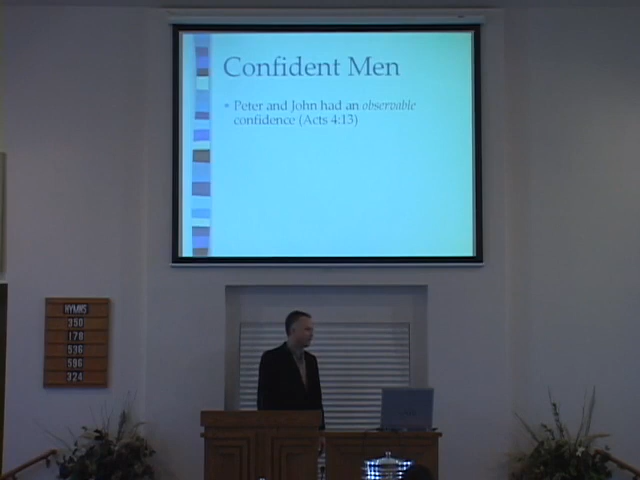 Confident Men
Peter and John had an observable
confidence (Acts 4:13)
HYMNS
350
178
536
596
324